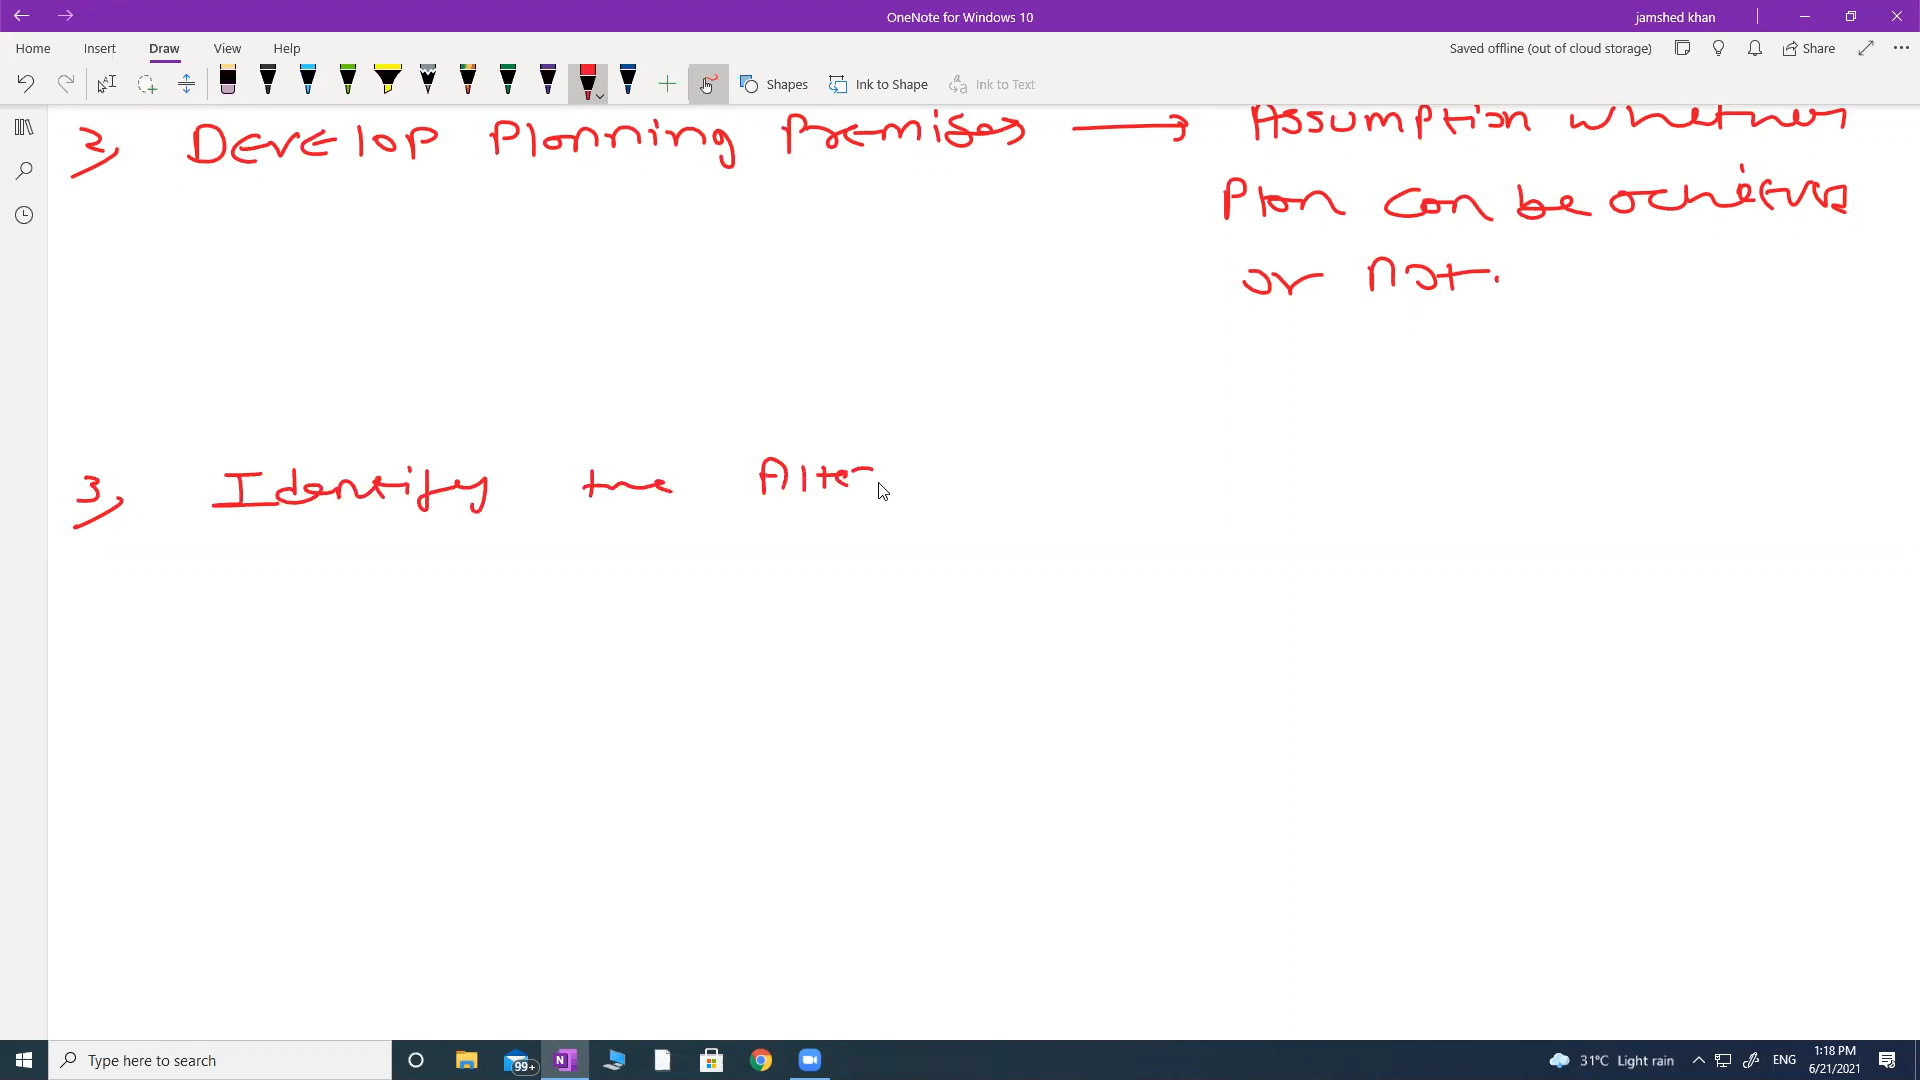 OneNote for Windows 10
jamshed khan
Home Insert Draw View Help
Saved offline (out of cloud storage)
Share
Shapes
Ink to Shape
Ink to Text
2, Develop Planning Premises → Assumption whether
Plan can be achieved
or not.
3, Identify the Alter
Type here to search
99+
N
31°C Light rain
ENG
1:18 PM
6/21/2021